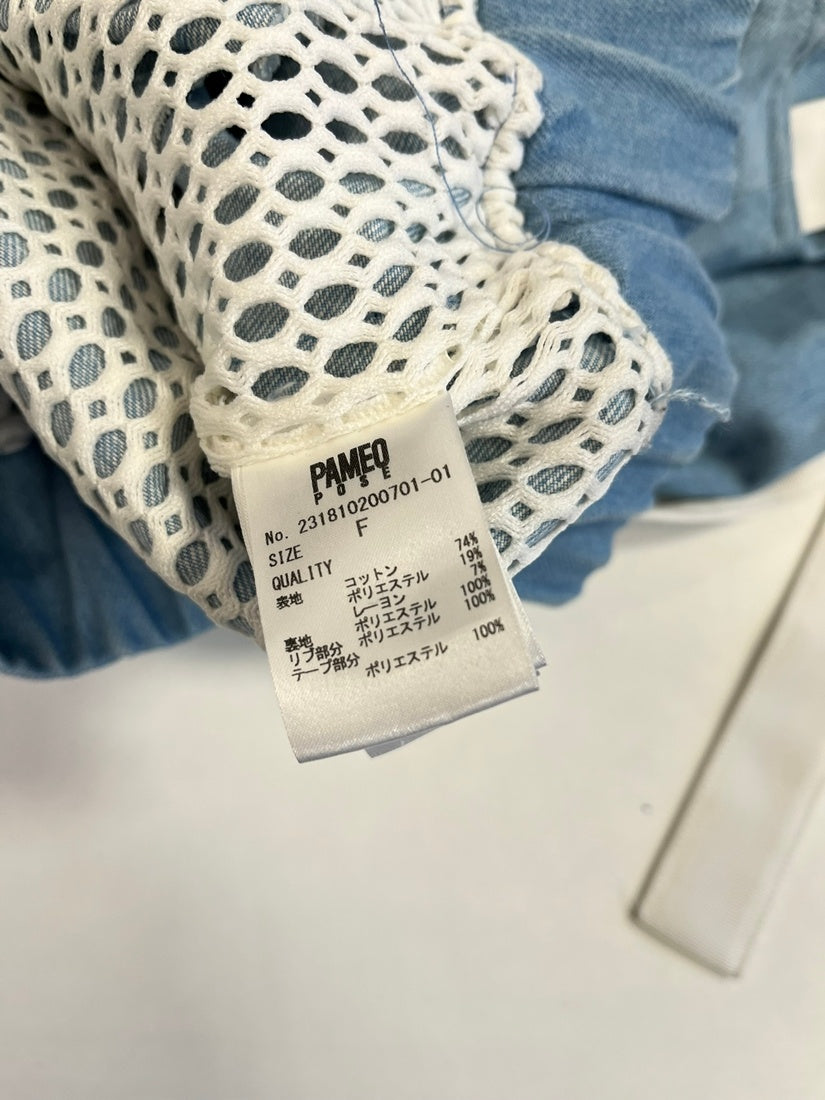 PAMEO
POSE
No. 231810200701-01
SIZE F
QUALITY
表地 コットン 74%
ポリエステル 19%
レーヨン 7%
裏地 ポリエステル 100%
リブ部分 ポリエステル 100%
テープ部分 ポリエステル 100%